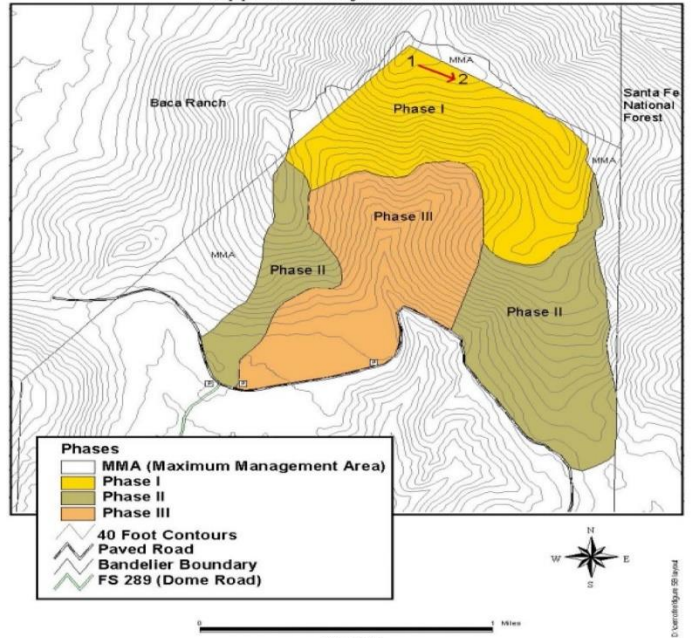 1
MMA
2
Baca Ranch
Phase I
Santa Fe
National
Forest
MMA
Phase III
MMA
Phase II
Phase II
P
P
P
Phases
MMA (Maximum Management Area)
Phase I
Phase II
Phase III
40 Foot Contours
Paved Road
Bandelier Boundary
FS 289 (Dome Road)
N
W E
S
0 1 Miles